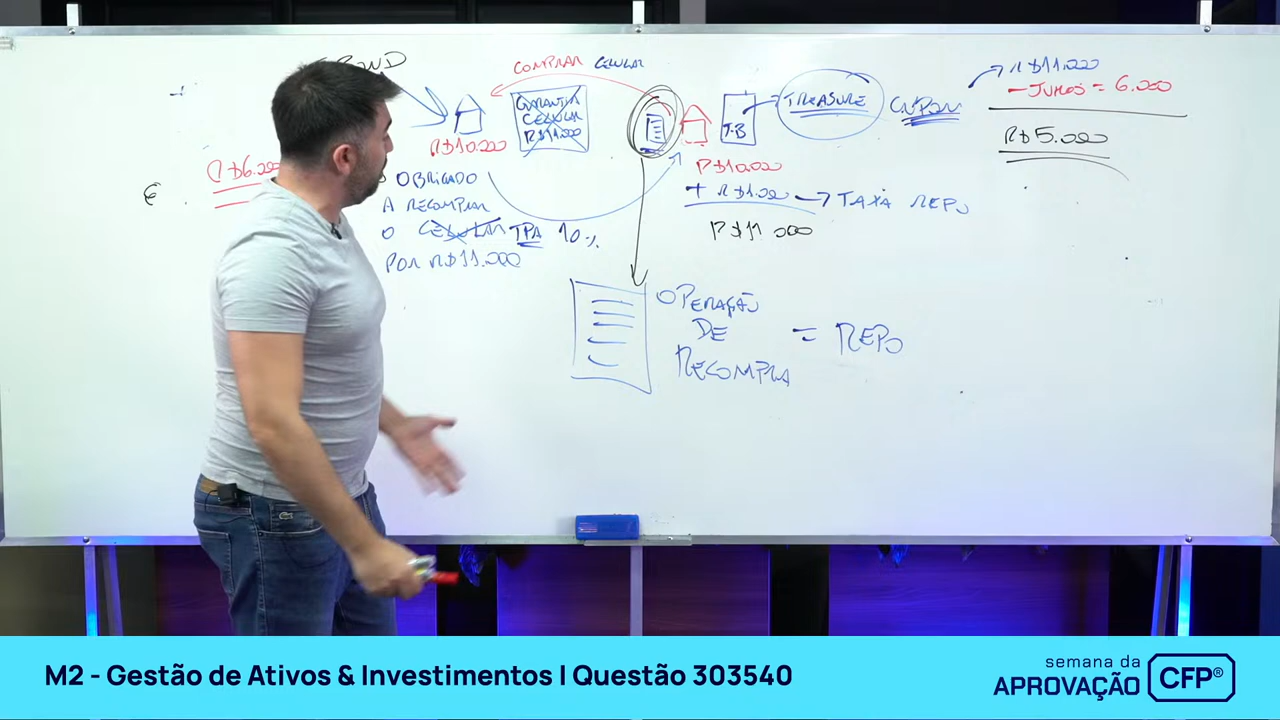 COMPRAR CELULAR
GARANTIA
CELULAR
R$11.000
R$10.000
R$6.000
OBRIGADO
A RECOMPRAR
O CELULAR TPA 10%
POR R$11.000
T.B
TREASURE
CUPOM
R$11.000
- JUROS = 6.000
R$5.000
R$10.000
+ R$1.000 → TAXA REPO
R$11.000
OPERAÇÃO
DE
RECOMPRA
= REPO
M2 - Gestão de Ativos & Investimentos | Questão 303540
semana da
APROVAÇÃO
CFP®